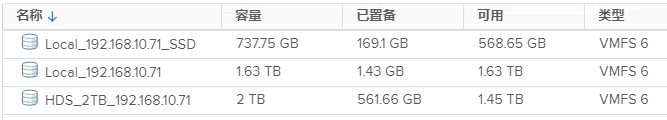 名称 ↓ 容量 已置备 可用 类型
Local_192.168.10.71_SSD 737.75 GB 169.1 GB 568.65 GB VMFS 6
Local_192.168.10.71 1.63 TB 1.43 GB 1.63 TB VMFS 6
HDS_2TB_192.168.10.71 2 TB 561.66 GB 1.45 TB VMFS 6